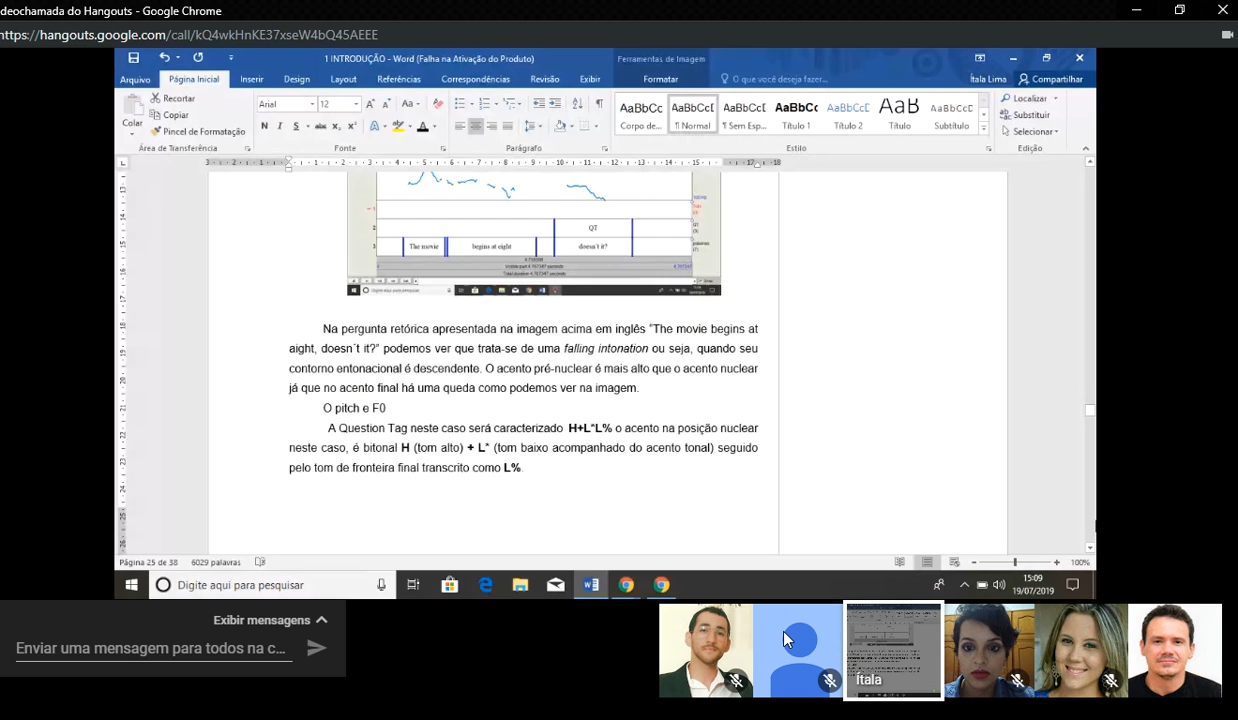 deochamada do Hangouts - Google Chrome
https://hangouts.google.com/call/kQ4wkHnKE37xseW4bQ45AEEE
1 INTRODUÇÃO - Word (Falha na Ativação do Produto)
Ferramentas de Imagem
Arquivo Página Inicial Inserir Design Layout Referências Correspondências Revisão Exibir Formatar O que você deseja fazer... Ítala Lima Compartilhar
Colar
Recortar
Copiar
Pincel de Formatação
Área de Transferência
Arial 12
N I S abc x₂ x²
Fonte
Parágrafo
AaBbCc AaBbCcI AaBbCcI AaBbCc AaBbCcI AaB AaBbCcI
Corpo de... ¶ Normal ¶ Sem Esp... Título 1 Título 2 Título Subtítulo
Estilo
Localizar
Substituir
Selecionar
Edição
2 QT
3 The movie begins at eight doesn´t it?
Na pergunta retórica apresentada na imagem acima em inglês “The movie begins at
aight, doesn´t it?” podemos ver que trata-se de uma falling intonation ou seja, quando seu
contorno entonacional é descendente. O acento pré-nuclear é mais alto que o acento nuclear
já que no acento final há uma queda como podemos ver na imagem.
O pitch e F0
A Question Tag neste caso será caracterizado H+L*L% o acento na posição nuclear
neste caso, é bitonal H (tom alto) + L* (tom baixo acompanhado do acento tonal) seguido
pelo tom de fronteira final transcrito como L%.
Página 25 de 38 6029 palavras
100%
Digite aqui para pesquisar
15:09
19/07/2019
Exibir mensagens
Enviar uma mensagem para todos na c...
Ítala